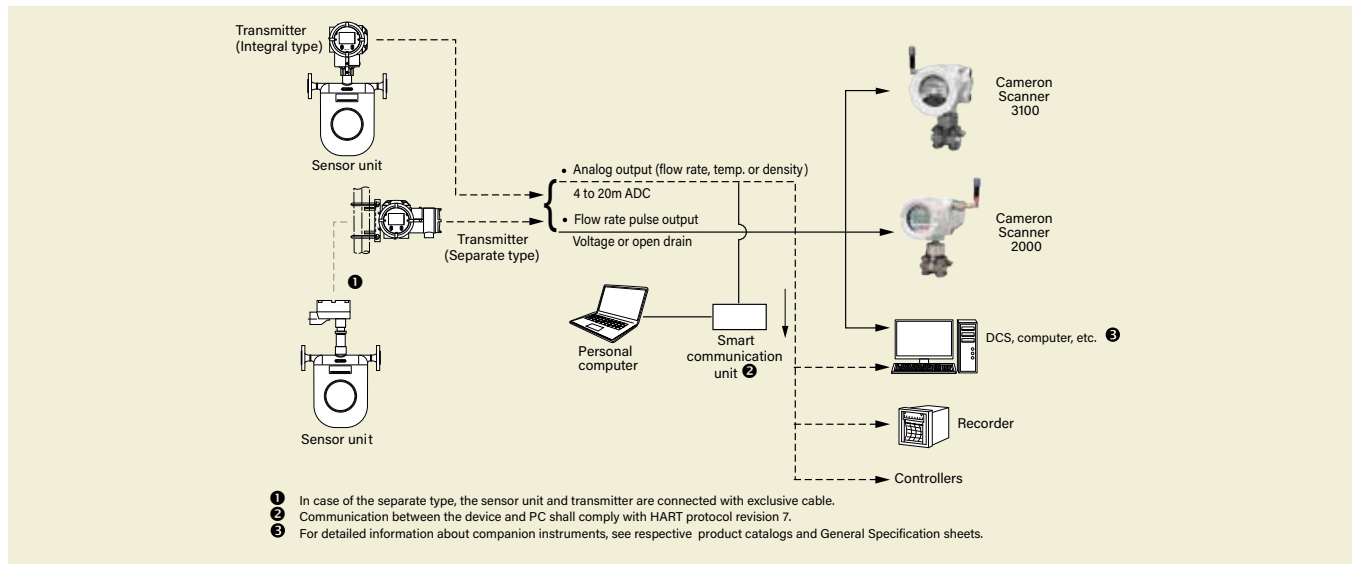 Transmitter
(Integral type)
Sensor unit
Transmitter
(Separate type)
❶
Sensor unit
• Analog output (flow rate, temp. or density)
4 to 20m ADC
• Flow rate pulse output
Voltage or open drain
Personal
computer
Smart
communication
unit ❷
Cameron
Scanner
3100
Cameron
Scanner
2000
DCS, computer, etc. ❸
Recorder
Controllers
❶ In case of the separate type, the sensor unit and transmitter are connected with exclusive cable.
❷ Communication between the device and PC shall comply with HART protocol revision 7.
❸ For detailed information about companion instruments, see respective product catalogs and General Specification sheets.